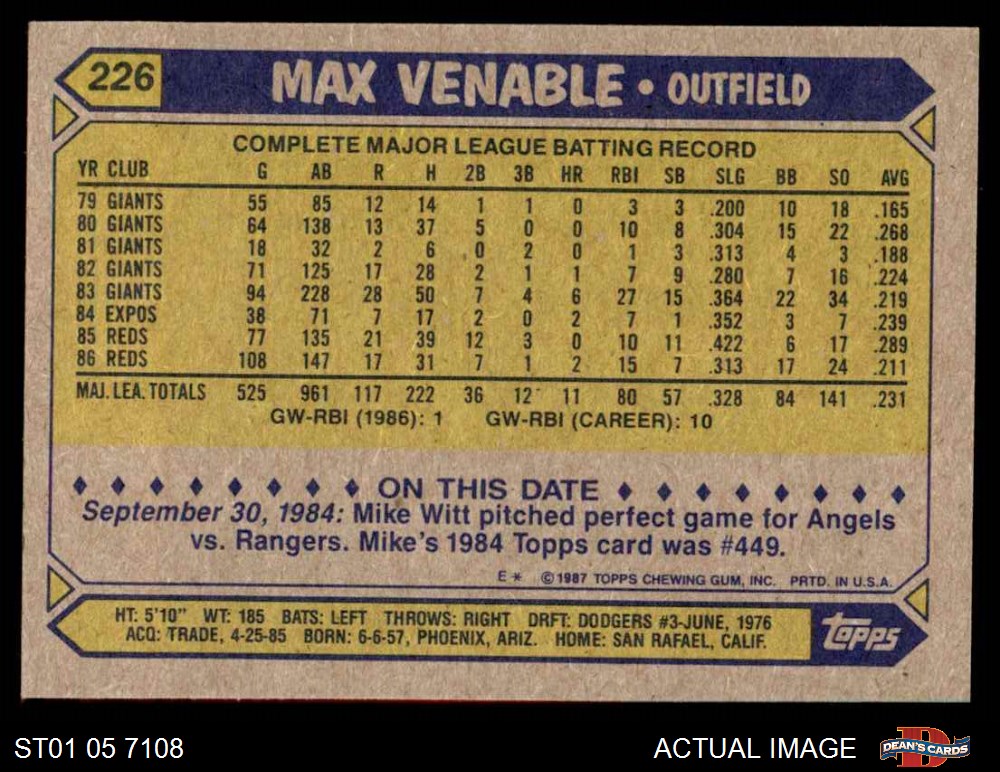 226 MAX VENABLE • OUTFIELD
COMPLETE MAJOR LEAGUE BATTING RECORD
YR CLUB G AB R H 2B 3B HR RBI SB SLG BB SO AVG
79 GIANTS 55 85 12 14 1 1 0 3 3 .200 10 18 .165
80 GIANTS 64 138 13 37 5 0 0 10 8 .304 15 22 .268
81 GIANTS 18 32 2 6 0 2 0 1 3 .313 4 3 .188
82 GIANTS 71 125 17 28 2 1 1 7 9 .280 7 16 .224
83 GIANTS 94 228 28 50 7 4 6 27 15 .364 22 34 .219
84 EXPOS 38 71 7 17 2 0 2 7 1 .352 3 7 .239
85 REDS 77 135 21 39 12 3 0 10 11 .422 6 17 .289
86 REDS 108 147 17 31 7 1 2 15 7 .313 17 24 .211
MAJ. LEA. TOTALS 525 961 117 222 36 12 11 80 57 .328 84 141 .231
GW-RBI (1986): 1 GW-RBI (CAREER): 10
ON THIS DATE
September 30, 1984: Mike Witt pitched perfect game for Angels
vs. Rangers. Mike's 1984 Topps card was #449.
E* ©1987 TOPPS CHEWING GUM, INC. PRTD. IN U.S.A.
HT: 5'10" WT: 185 BATS: LEFT THROWS: RIGHT DRFT: DODGERS #3-JUNE, 1976
ACQ: TRADE, 4-25-85 BORN: 6-6-57, PHOENIX, ARIZ. HOME: SAN RAFAEL, CALIF.
topps
ST01 05 7108
ACTUAL IMAGE
D
DEAN'S CARDS